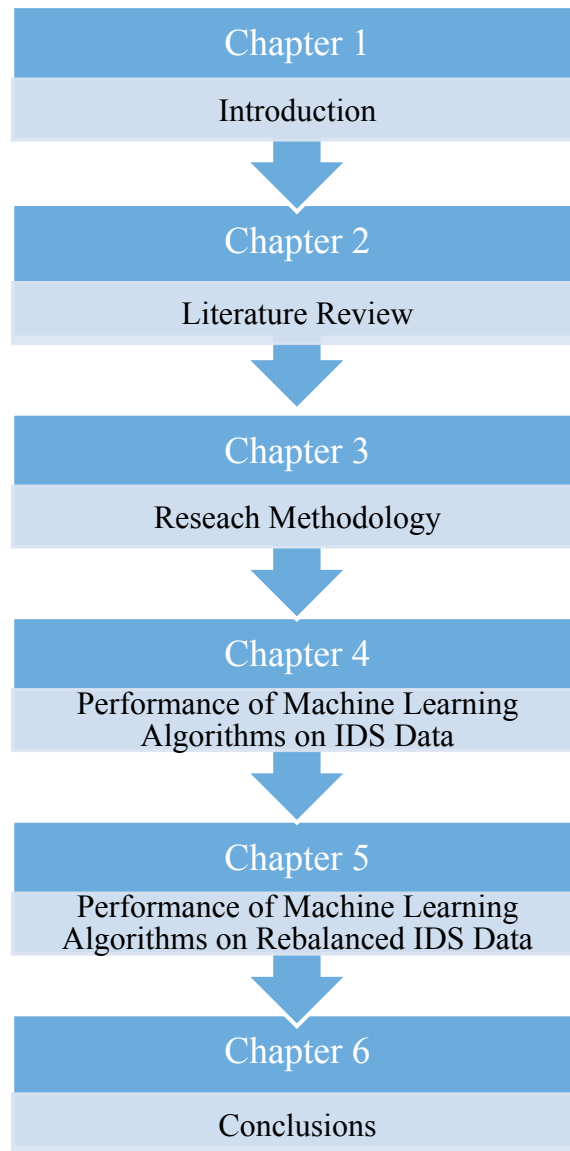 Chapter 1
Introduction
Chapter 2
Literature Review
Chapter 3
Reseach Methodology
Chapter 4
Performance of Machine Learning
Algorithms on IDS Data
Chapter 5
Performance of Machine Learning
Algorithms on Rebalanced IDS Data
Chapter 6
Conclusions